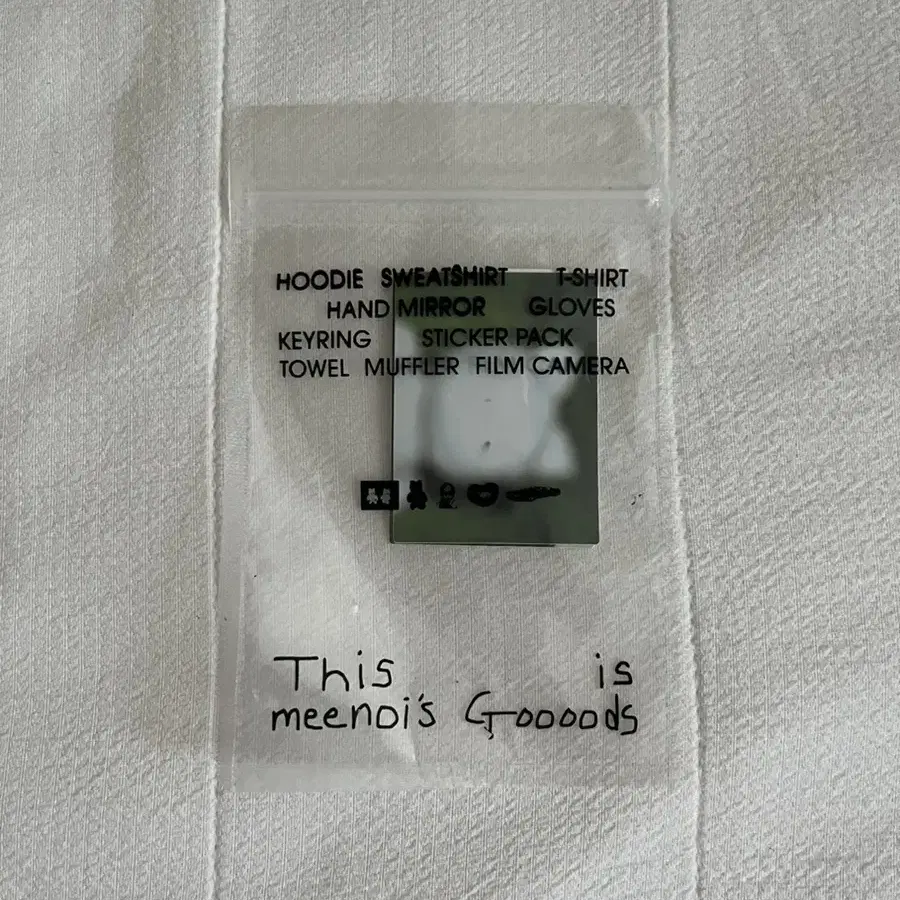 HOODIE SWEATSHIRT T-SHIRT
HAND MIRROR GLOVES
KEYRING STICKER PACK
TOWEL MUFFLER FILM CAMERA
This is
meenoi's Goooods